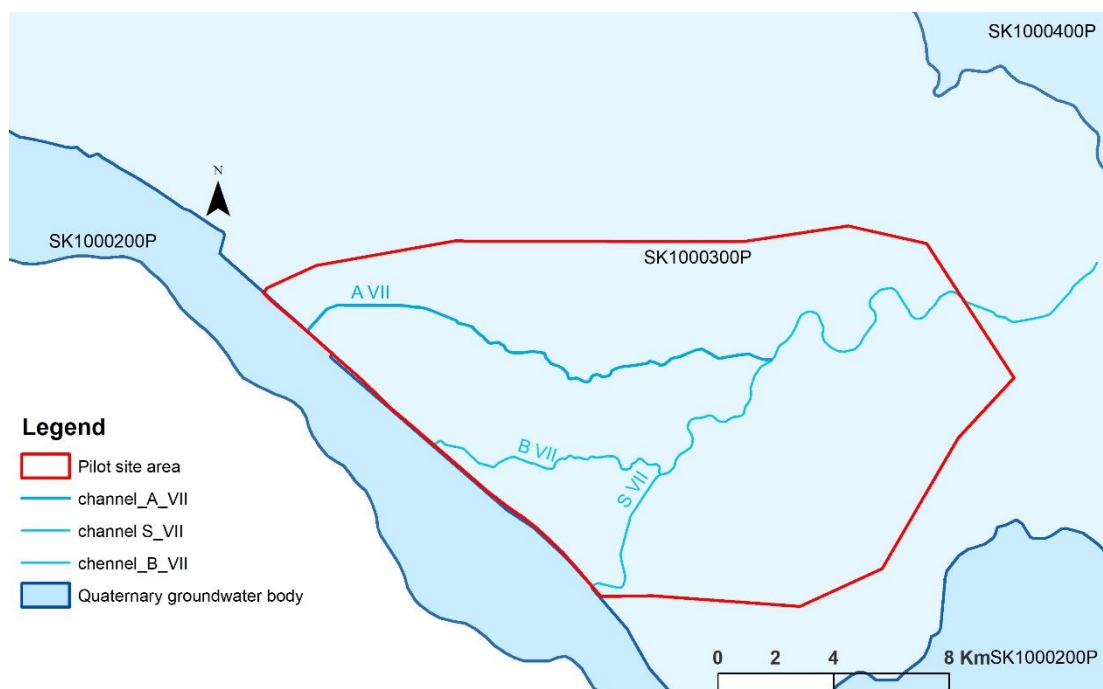 SK1000400P
N
SK1000200P
SK1000300P
A VII
B VII
S VII
Legend
Pilot site area
channel_A_VII
channel S_VII
chennel_B_VII
Quaternary groundwater body
0 2 4 8 Km
SK1000200P